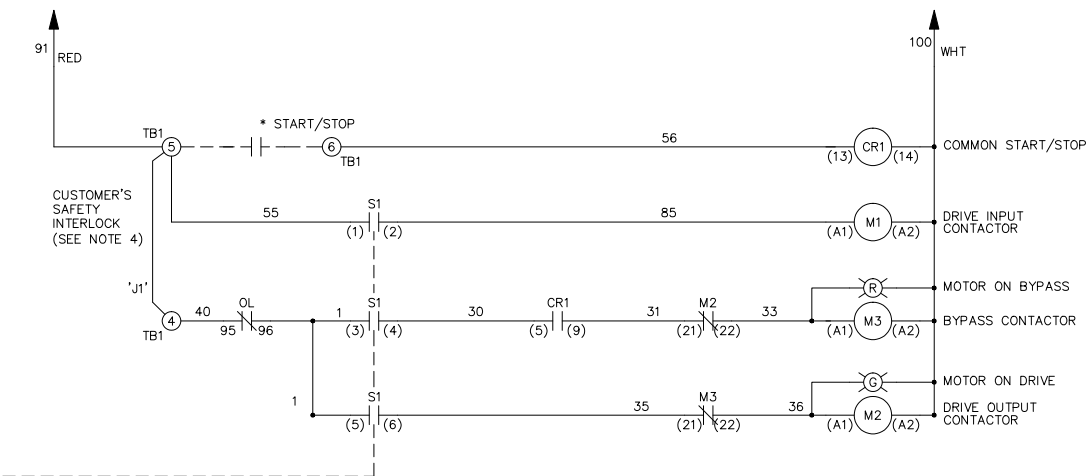 91
RED
100
WHT
TB1
5
* START/STOP
6
TB1
56
CR1
(13)
(14)
COMMON START/STOP
CUSTOMER'S
SAFETY
INTERLOCK
(SEE NOTE 4)
55
S1
(1)
(2)
85
M1
(A1)
(A2)
DRIVE INPUT
CONTACTOR
'J1'
R
MOTOR ON BYPASS
4
TB1
40
OL
95
96
1
S1
(3)
(4)
30
CR1
(5)
(9)
31
M2
(21)
(22)
33
M3
(A1)
(A2)
BYPASS CONTACTOR
G
MOTOR ON DRIVE
1
S1
(5)
(6)
35
M3
(21)
(22)
36
M2
(A1)
(A2)
DRIVE OUTPUT
CONTACTOR